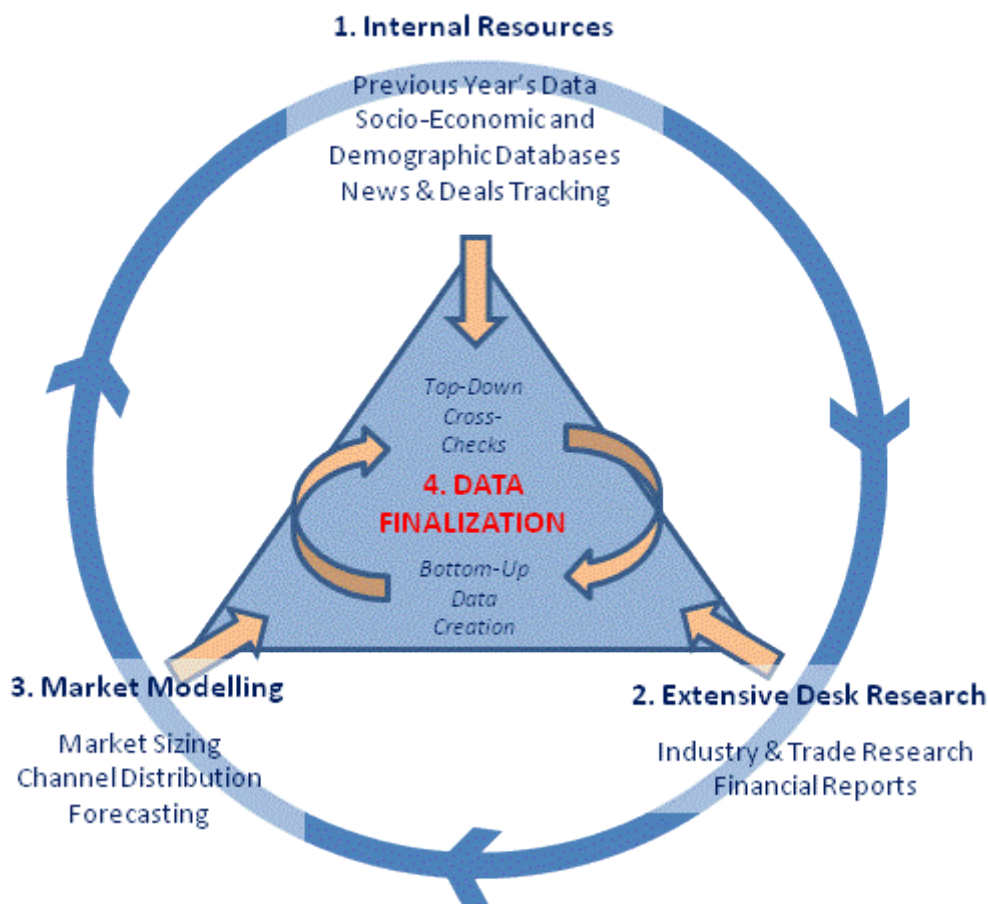 1. Internal Resources
Previous Year's Data
Socio-Economic and
Demographic Databases
News & Deals Tracking
Top-Down
Cross-
Checks
4. DATA
FINALIZATION
Bottom-Up
Data
Creation
3. Market Modelling
Market Sizing
Channel Distribution
Forecasting
2. Extensive Desk Research
Industry & Trade Research
Financial Reports